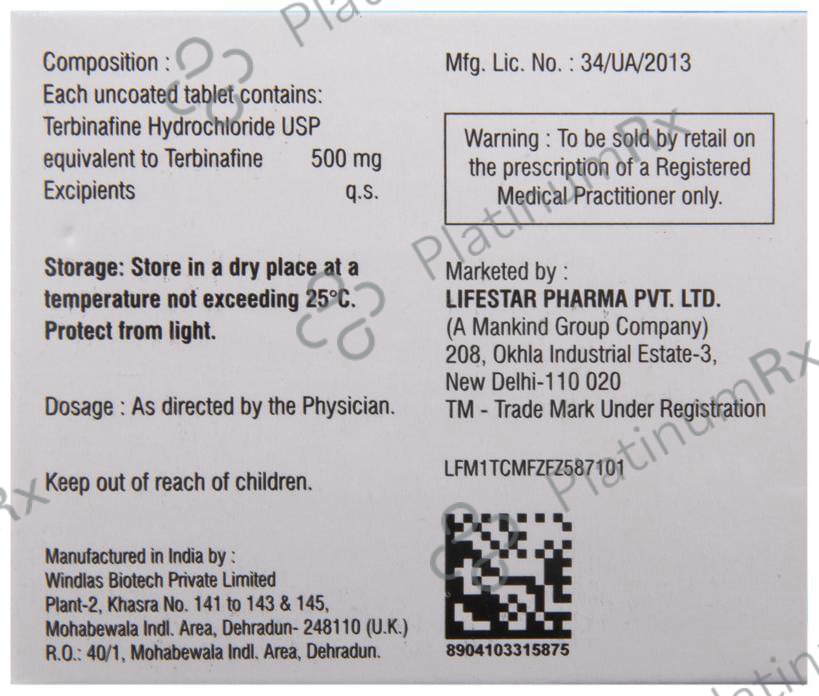 Composition :
Each uncoated tablet contains:
Terbinafine Hydrochloride USP
equivalent to Terbinafine 500 mg
Excipients q.s.
Storage: Store in a dry place at a
temperature not exceeding 25°C.
Protect from light.
Dosage : As directed by the Physician.
Keep out of reach of children.
Manufactured in India by :
Windlas Biotech Private Limited
Plant-2, Khasra No. 141 to 143 & 145,
Mohabewala Indl. Area, Dehradun- 248110 (U.K.)
R.O.: 40/1, Mohabewala Indl. Area, Dehradun.
Mfg. Lic. No. : 34/UA/2013
Warning : To be sold by retail on
the prescription of a Registered
Medical Practitioner only.
Marketed by :
LIFESTAR PHARMA PVT. LTD.
(A Mankind Group Company)
208, Okhla Industrial Estate-3,
New Delhi-110 020
TM - Trade Mark Under Registration
LFM1TCMFZFZ587101
8904103315875
PlatinumRx
PlatinumRx